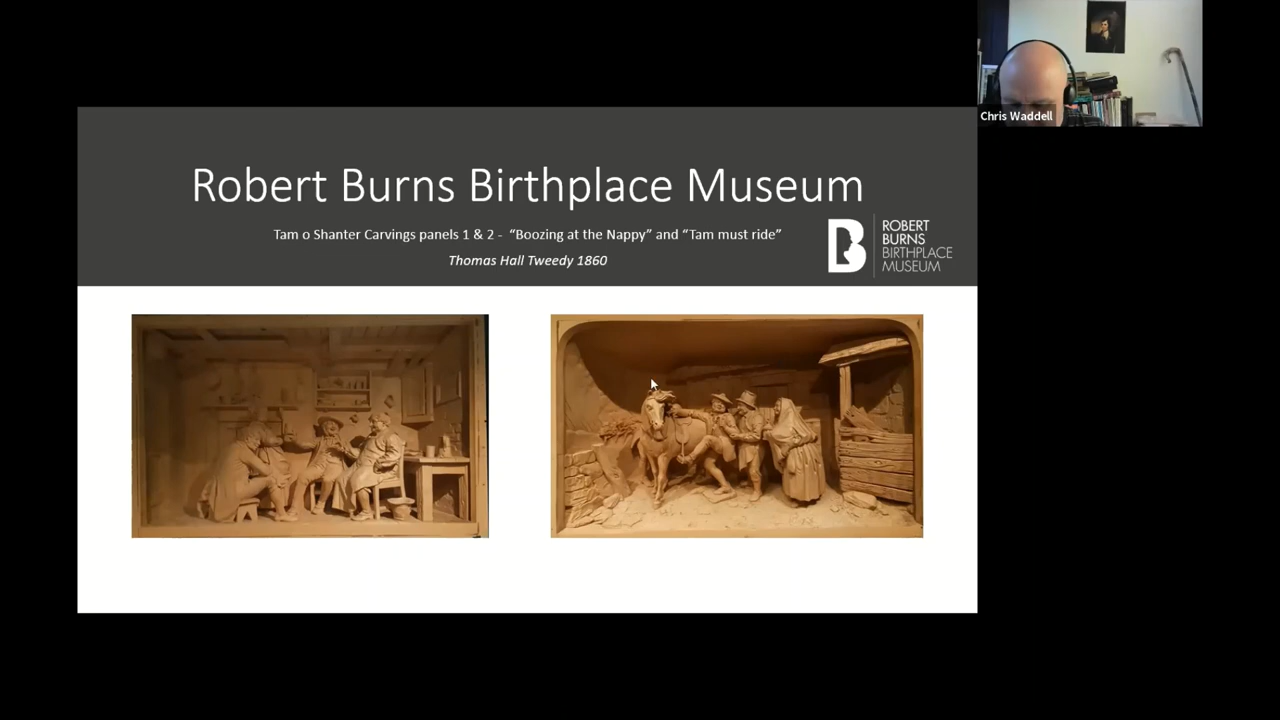 Robert Burns Birthplace Museum
Tam o Shanter Carvings panels 1 & 2 - “Boozing at the Nappy” and “Tam must ride”
Thomas Hall Tweedy 1860
ROBERT
BURNS
BIRTHPLACE
MUSEUM
Chris Waddell